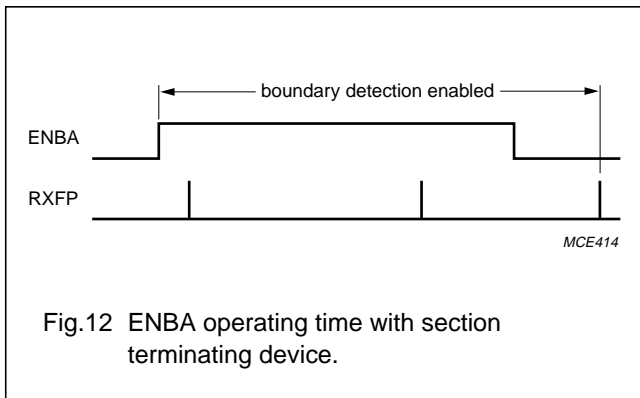 boundary detection enabled
ENBA
RXFP
MCE414
Fig.12 ENBA operating time with section
terminating device.